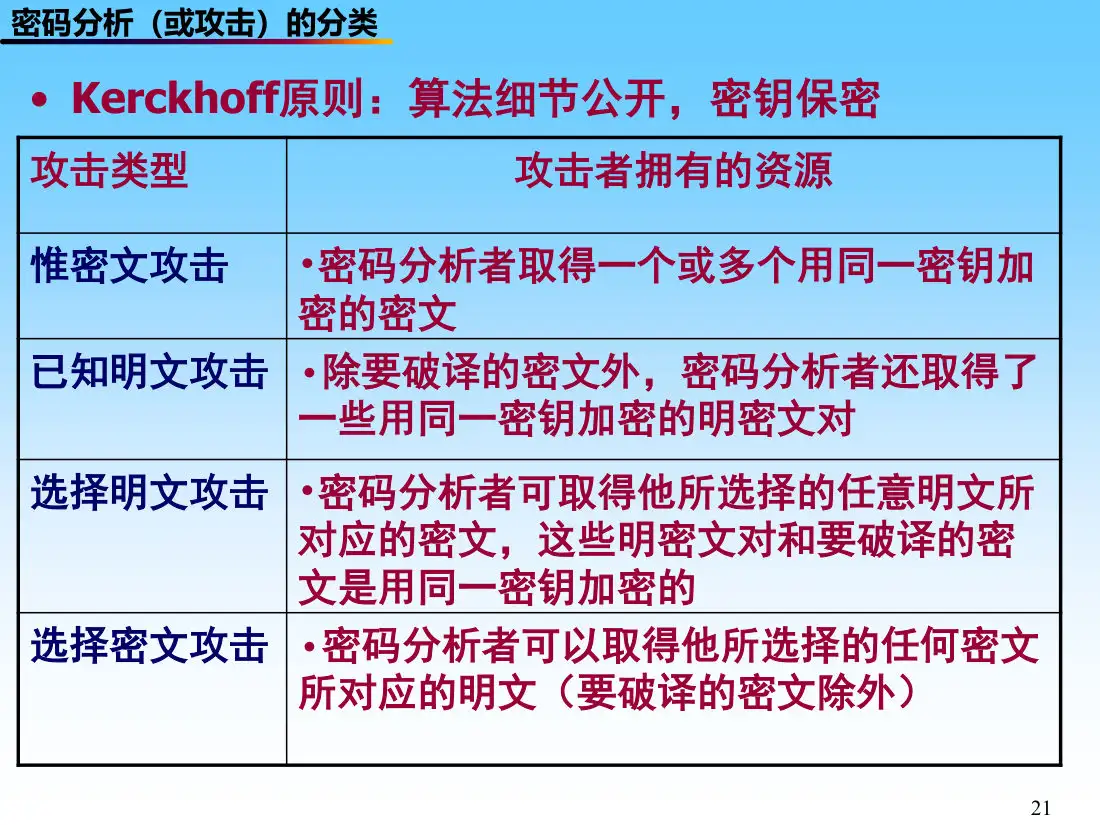 密码分析（或攻击）的分类
• Kerckhoff原则：算法细节公开，密钥保密
攻击类型
攻击者拥有的资源
惟密文攻击
•密码分析者取得一个或多个用同一密钥加
密的密文
已知明文攻击
•除要破译的密文外，密码分析者还取得了
一些用同一密钥加密的明密文对
选择明文攻击
•密码分析者可取得他所选择的任意明文所
对应的密文，这些明密文对和要破译的密
文是用同一密钥加密的
选择密文攻击
•密码分析者可以取得他所选择的任何密文
所对应的明文（要破译的密文除外）
21